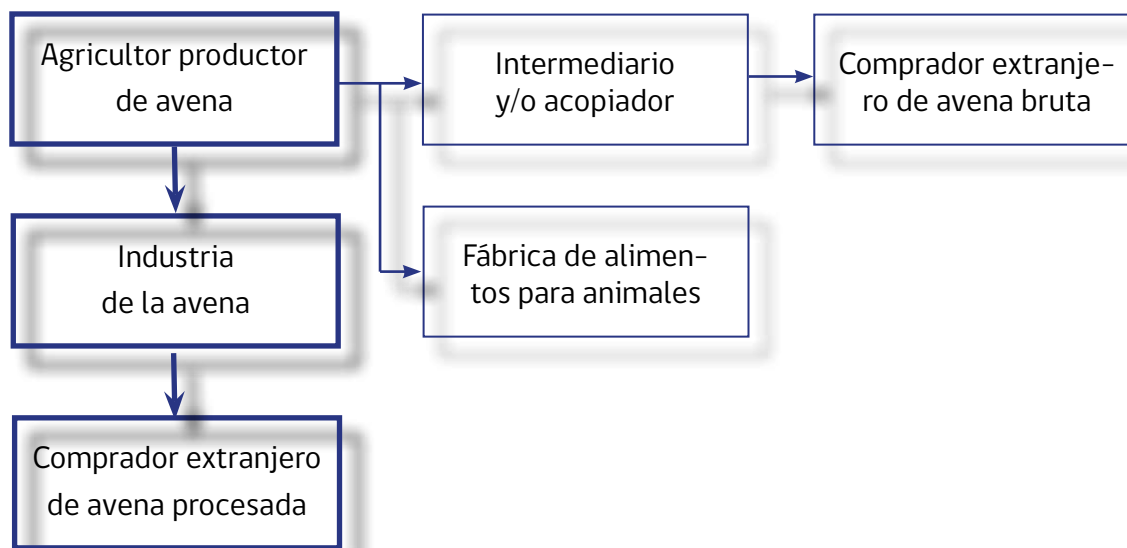 Agricultor productor
de avena
Intermediario
y/o acopiador
Comprador extranje-
ro de avena bruta
Industria
de la avena
Fábrica de alimen-
tos para animales
Comprador extranjero
de avena procesada